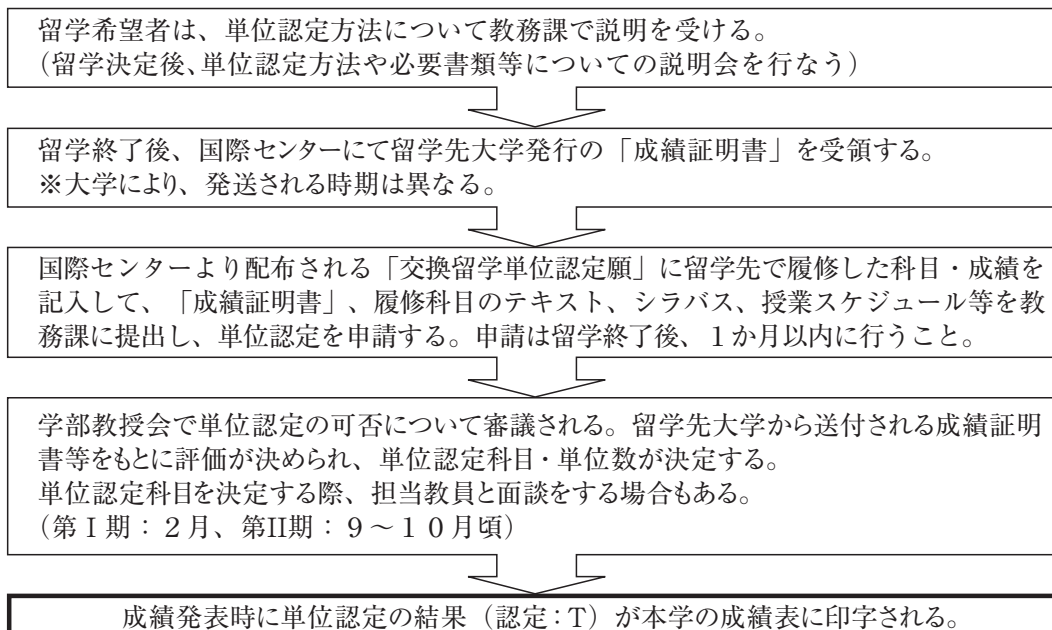 留学希望者は、単位認定方法について教務課で説明を受ける。
（留学決定後、単位認定方法や必要書類等についての説明会を行なう）
留学終了後、国際センターにて留学先大学発行の「成績証明書」を受領する。
※大学により、発送される時期は異なる。
国際センターより配布される「交換留学単位認定願」に留学先で履修した科目・成績を
記入して、「成績証明書」、履修科目のテキスト、シラバス、授業スケジュール等を教
務課に提出し、単位認定を申請する。申請は留学終了後、１か月以内に行うこと。
学部教授会で単位認定の可否について審議される。留学先大学から送付される成績証明
書等をもとに評価が決められ、単位認定科目・単位数が決定する。
単位認定科目を決定する際、担当教員と面談をする場合もある。
（第Ⅰ期：２月、第Ⅱ期：９～１０月頃）
成績発表時に単位認定の結果（認定：T）が本学の成績表に印字される。